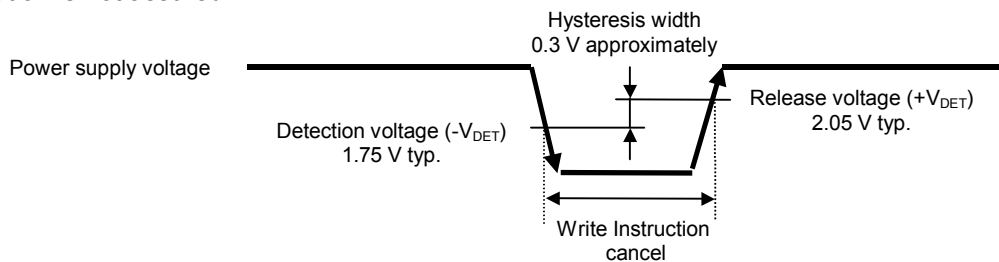 Hysteresis width
0.3 V approximately
Power supply voltage
Release voltage (+VDET)
2.05 V typ.
Detection voltage (-VDET)
1.75 V typ.
Write Instruction
cancel